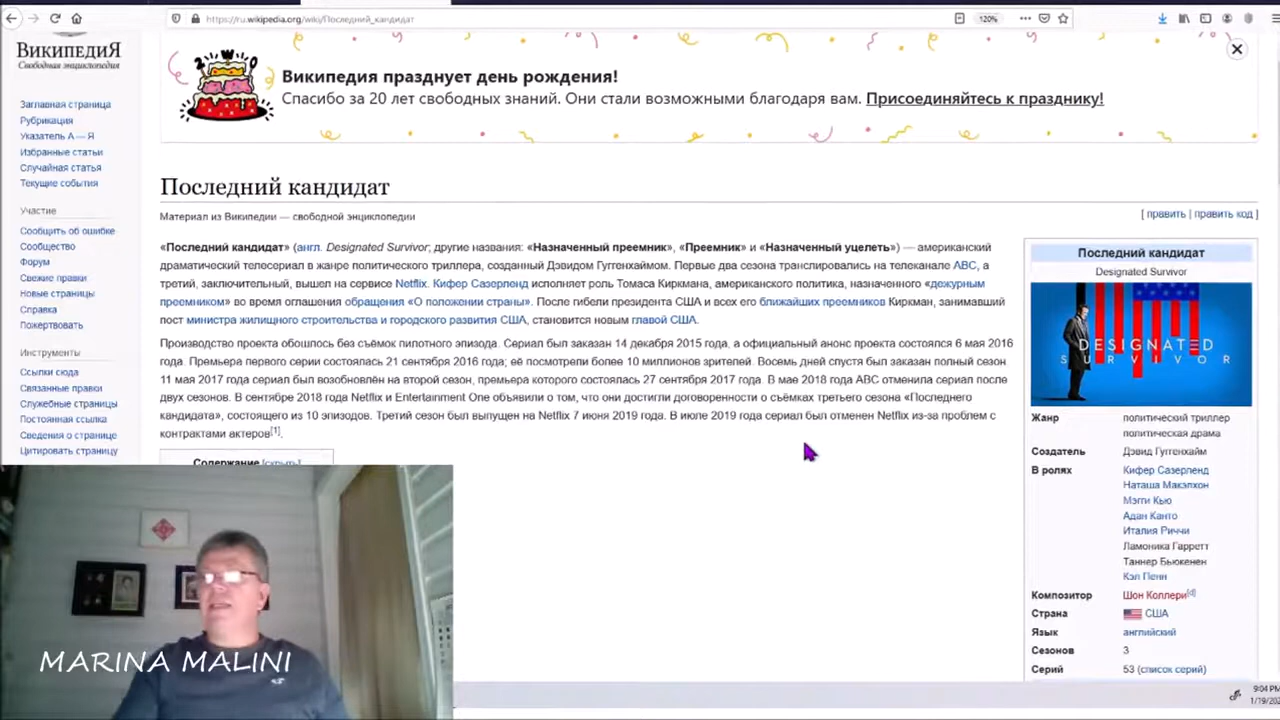 https://ru.wikipedia.org/wiki/Последний_кандидат
120%
ВикипедиЯ
Свободная энциклопедия
Википедия празднует день рождения!
Спасибо за 20 лет свободных знаний. Они стали возможными благодаря вам. Присоединяйтесь к празднику!
Заглавная страница
Рубрикация
Указатель А — Я
Избранные статьи
Случайная статья
Текущие события
Участие
Сообщить об ошибке
Сообщество
Форум
Свежие правки
Новые страницы
Справка
Пожертвовать
Инструменты
Ссылки сюда
Связанные правки
Служебные страницы
Постоянная ссылка
Сведения о странице
Цитировать страницу
Последний кандидат
Материал из Википедии — свободной энциклопедии
[ править | править код ]
«Последний кандидат» (англ. Designated Survivor; другие названия: «Назначенный преемник», «Преемник» и «Назначенный уцелеть») — американский
драматический телесериал в жанре политического триллера, созданный Дэвидом Гуггенхаймом. Первые два сезона транслировались на телеканале ABC, а
третий, заключительный, вышел на сервисе Netflix. Кифер Сазерленд исполняет роль Томаса Киркмана, американского политика, назначенного «дежурным
преемником» во время оглашения обращения «О положении страны». После гибели президента США и всех его ближайших преемников Киркман, занимавший
пост министра жилищного строительства и городского развития США, становится новым главой США.
Производство проекта обошлось без съёмок пилотного эпизода. Сериал был заказан 14 декабря 2015 года, а официальный анонс проекта состоялся 6 мая 2016
года. Премьера первого серии состоялась 21 сентября 2016 года; её посмотрели более 10 миллионов зрителей. Восемь дней спустя был заказан полный сезон.
11 мая 2017 года сериал был возобновлён на второй сезон, премьера которого состоялась 27 сентября 2017 года. В мае 2018 года ABC отменила сериал после
двух сезонов. В сентябре 2018 года Netflix и Entertainment One объявили о том, что они достигли договоренности о съёмках третьего сезона «Последнего
кандидата», состоящего из 10 эпизодов. Третий сезон был выпущен на Netflix 7 июня 2019 года. В июле 2019 года сериал был отменен Netflix из-за проблем с
контрактами актеров[1].
Содержание [скрыть]
Последний кандидат
Designated Survivor
DESIGNATED
SURVIVOR
Жанр политический триллер
политическая драма
Создатель Дэвид Гуггенхайм
В ролях Кифер Сазерленд
Наташа Макэлхон
Мэгги Кью
Адан Канто
Италия Риччи
Ламоника Гарретт
Таннер Бьюкенен
Кэл Пенн
Композитор Шон Коллери[d]
Страна США
Язык английский
Сезонов 3
Серий 53 (список серий)
MARINA MALINI
9:04 PM